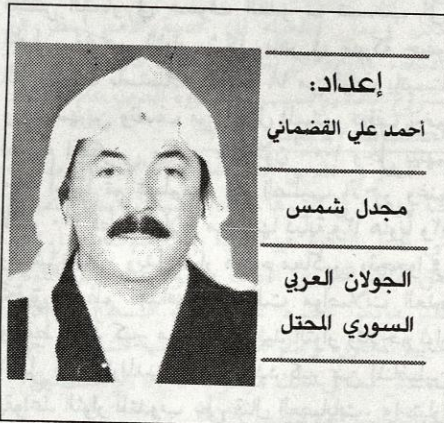 إعداد:
أحمد علي القضماني
مجدل شمس
الجولان العربي
السوري المحتل